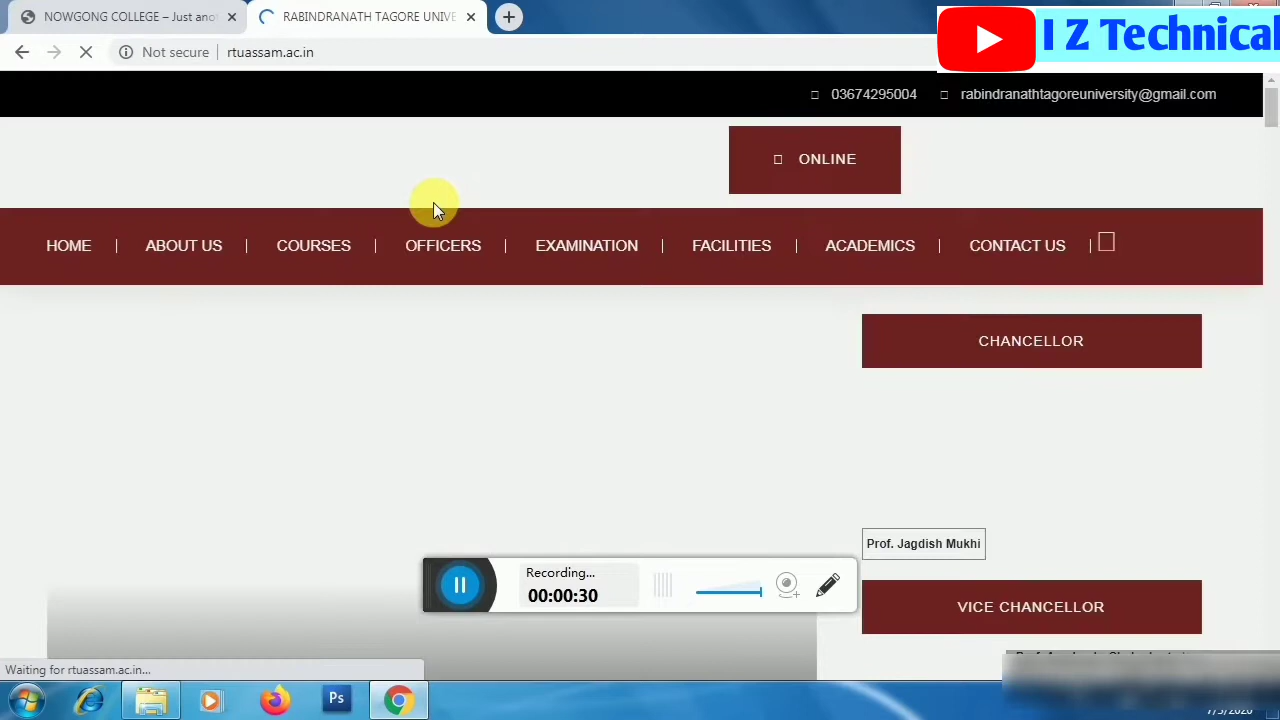 NOWGONG COLLEGE – Just ano
RABINDRANATH TAGORE UNIVE
I Z Technical
Not secure
rtuassam.ac.in
03674295004
rabindranathtagoreuniversity@gmail.com
ONLINE
HOME
ABOUT US
COURSES
OFFICERS
EXAMINATION
FACILITIES
ACADEMICS
CONTACT US
CHANCELLOR
Prof. Jagdish Mukhi
Recording...
00:00:30
VICE CHANCELLOR
Waiting for rtuassam.ac.in...
Ps